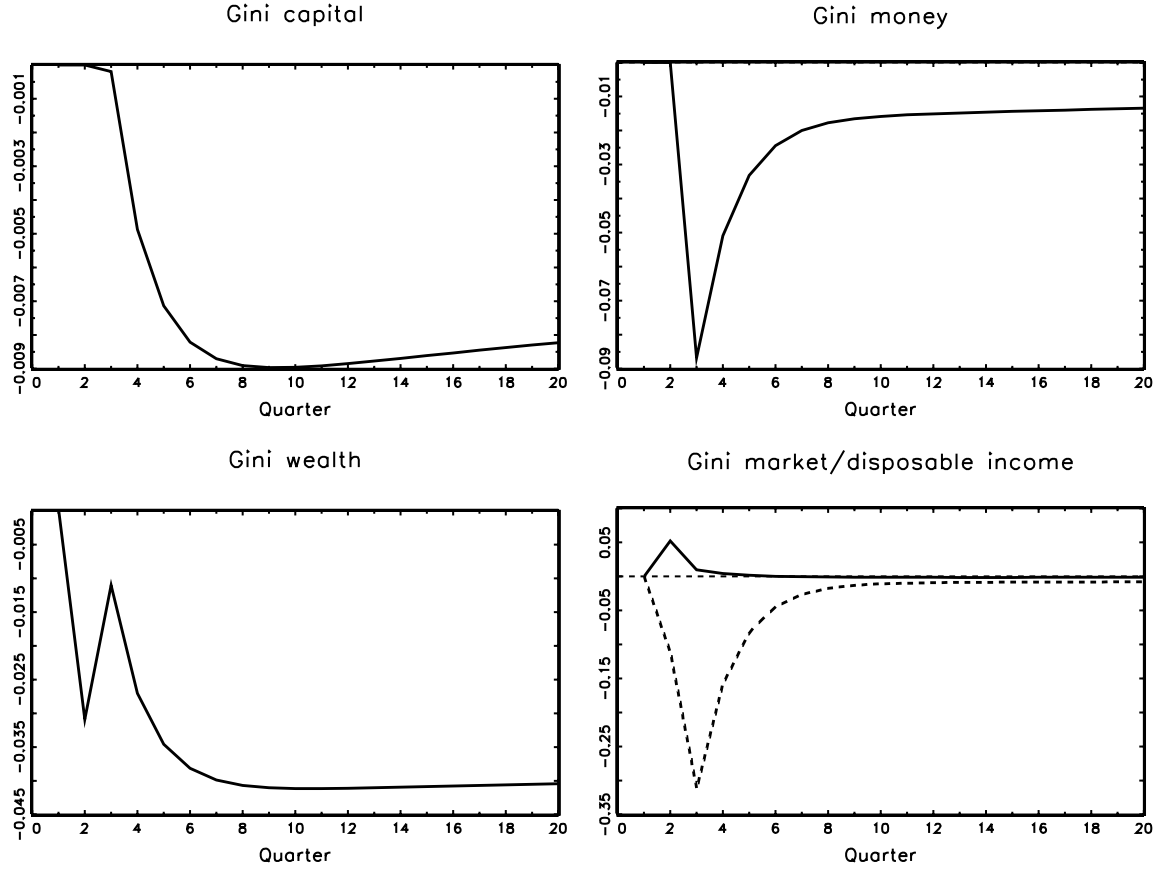 Gini capital
-0.001
-0.003
-0.005
-0.007
-0.009
0 2 4 6 8 10 12 14 16 18 20
Quarter
Gini money
-0.01
-0.03
-0.05
-0.07
-0.09
0 2 4 6 8 10 12 14 16 18 20
Quarter
Gini wealth
-0.005
-0.015
-0.025
-0.035
-0.045
0 2 4 6 8 10 12 14 16 18 20
Quarter
Gini market/disposable income
0.05
-0.05
-0.15
-0.25
-0.35
0 2 4 6 8 10 12 14 16 18 20
Quarter